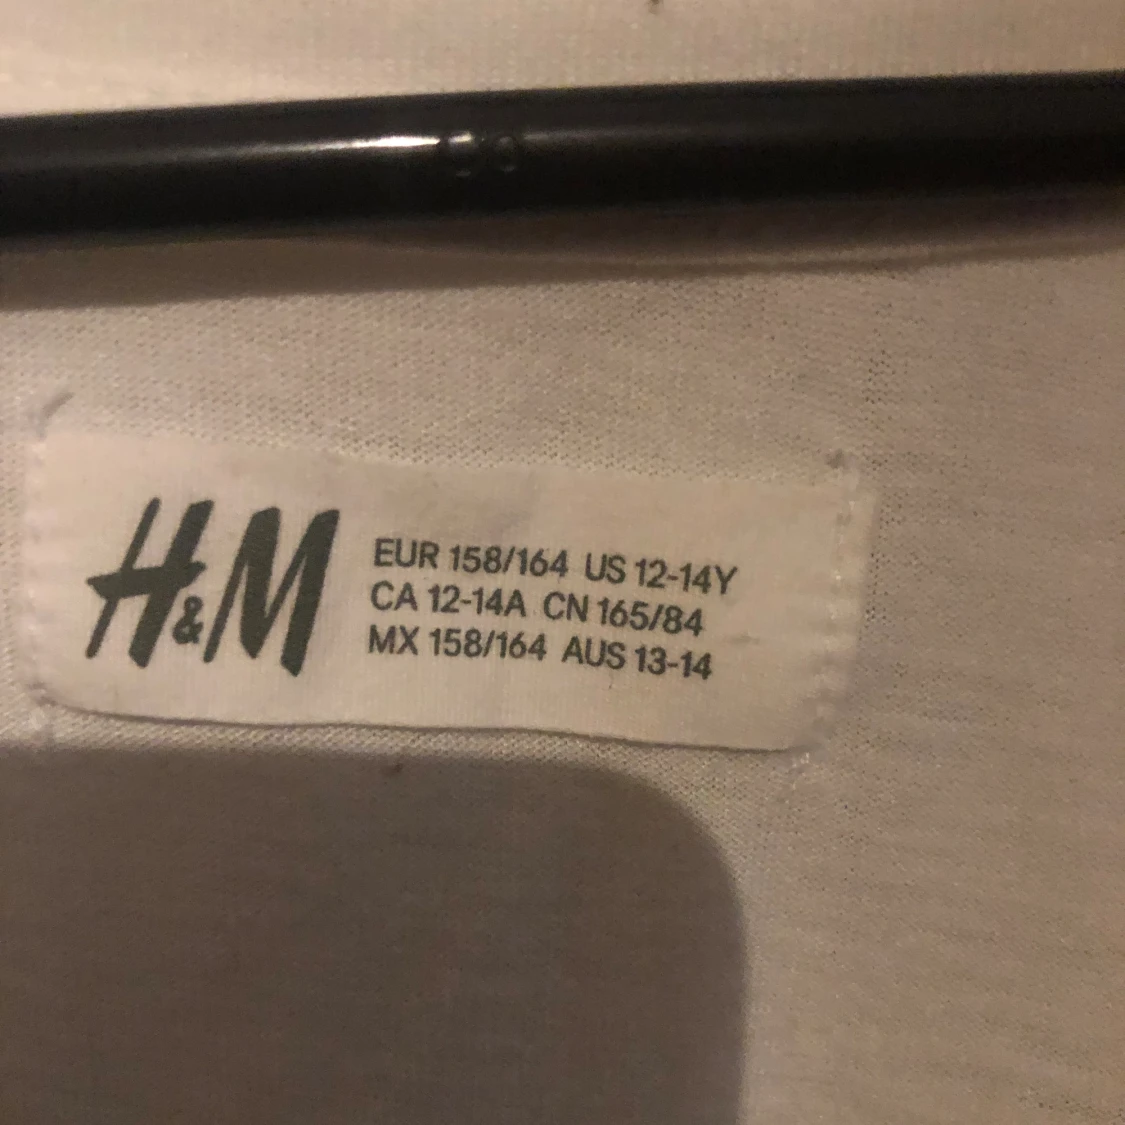 H&M
EUR 158/164 US 12-14Y
CA 12-14A CN 165/84
MX 158/164 AUS 13-14